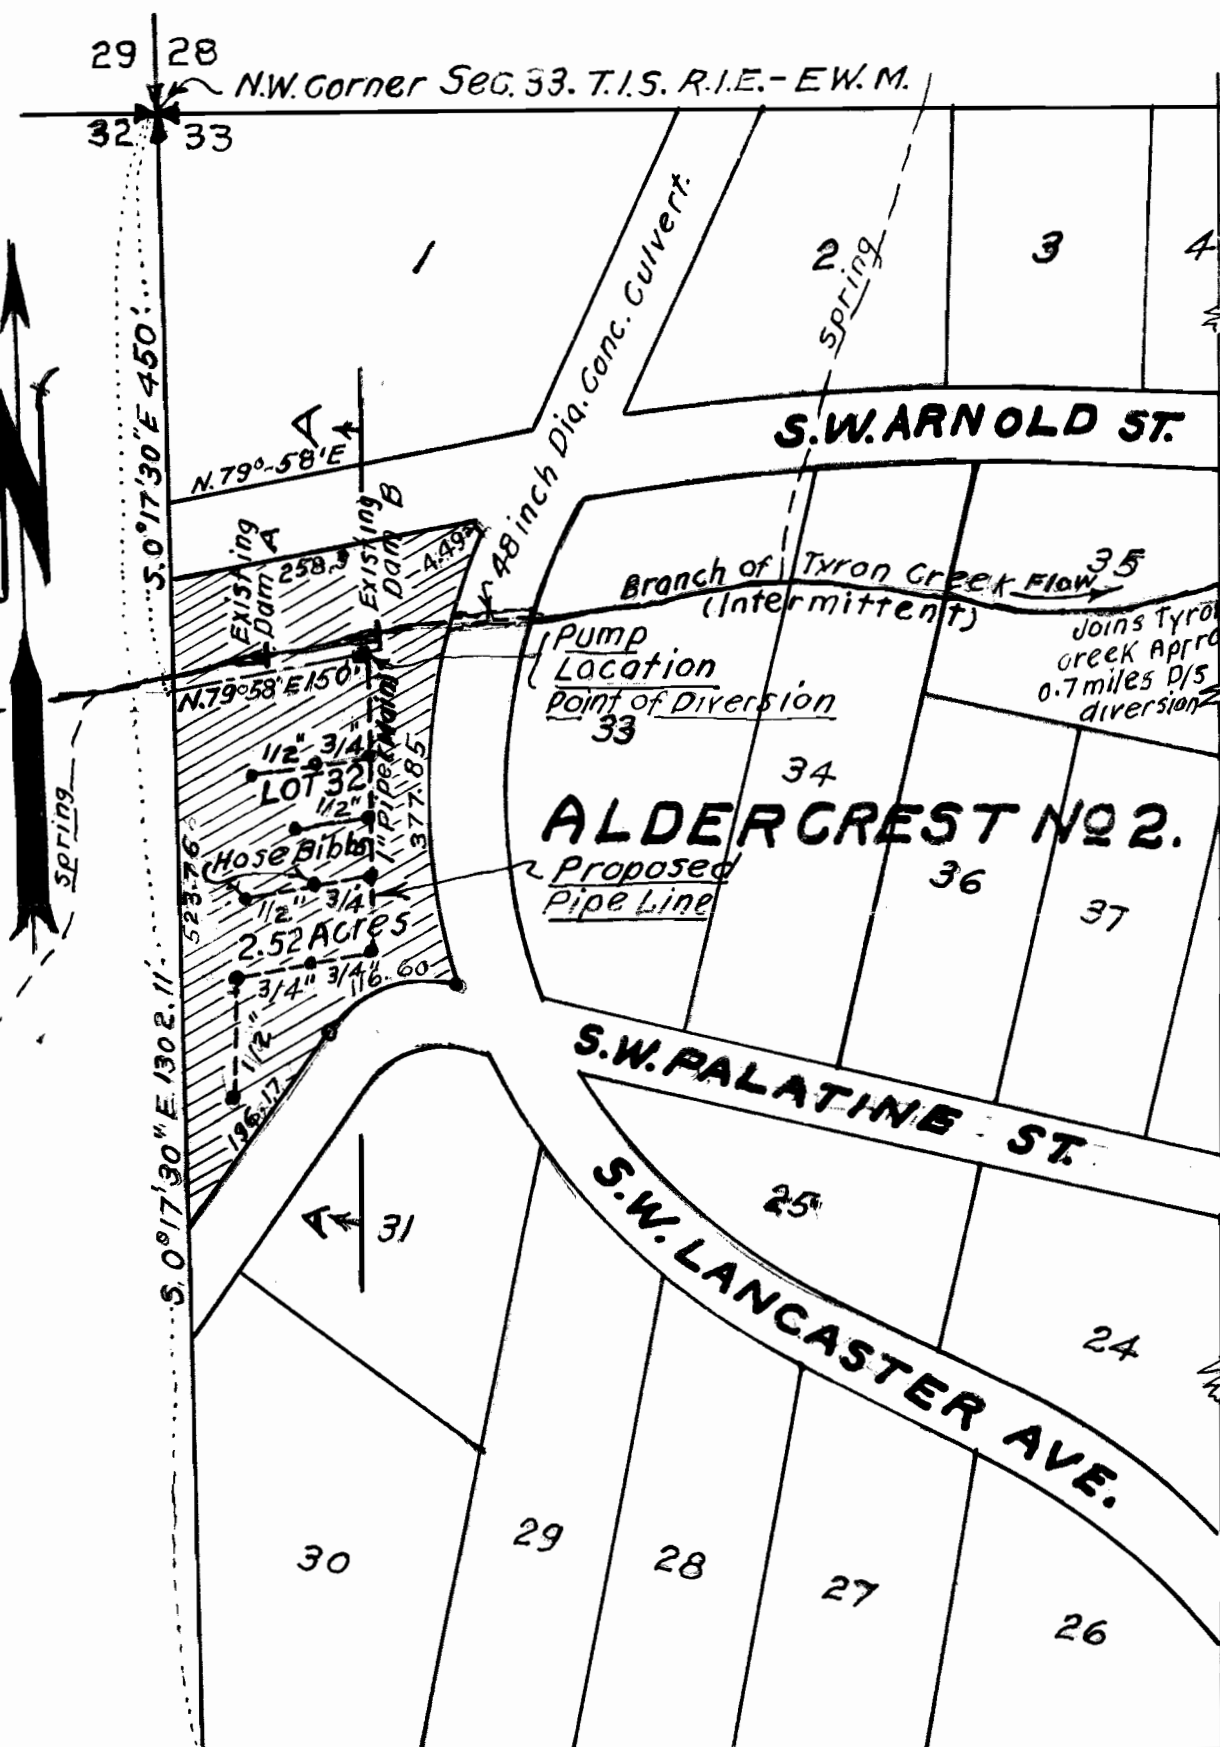 29 28
N.W. Corner Sec. 33. T.I.S. R.I.E. - E W. M.
32 33
1
2
3
4
spring
48 inch Dia. Conc. Culvert.
S. 0°17'30" E 450'
A
N. 79°-58' E
S.W. ARNOLD ST.
N
Existing
Dam A
Existing
Dam B
258.3
4.49
35
Branch of Tyron Creek Flow
(Intermittent)
Joins Tyro
Creek Appro
0.7 miles D/S
diversion
Pump
Location
Point of Diversion
33
N. 79°58' E 150'
1/2" 3/4"
LOT 32
1/2"
1" Pipe Main
377.85
34
ALDERCREST No 2.
Spring
Hose Bibbs
523.76
1/2" 3/4
Proposed
Pipe Line
36
37
2.52 Acres
3/4" 3/4"
116.60
1/2"
196.17
S.W. PALATINE ST.
S. 0°17'30" E. 1302.11'
A
31
25
S.W. LANCASTER AVE.
24
30
29
28
27
26